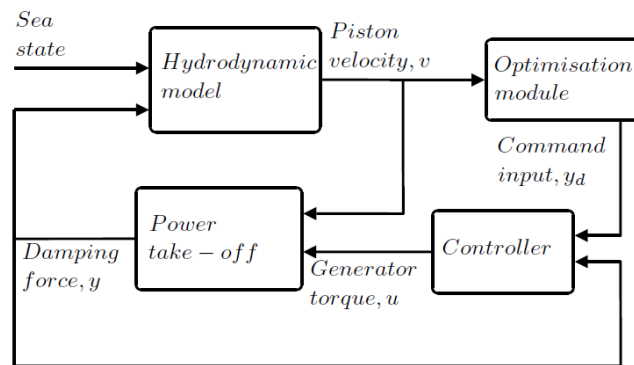 Sea
state
Hydrodynamic
model
Piston
velocity, v
Optimisation
module
Command
input, y_d
Power
take − off
Damping
force, y
Generator
torque, u
Controller